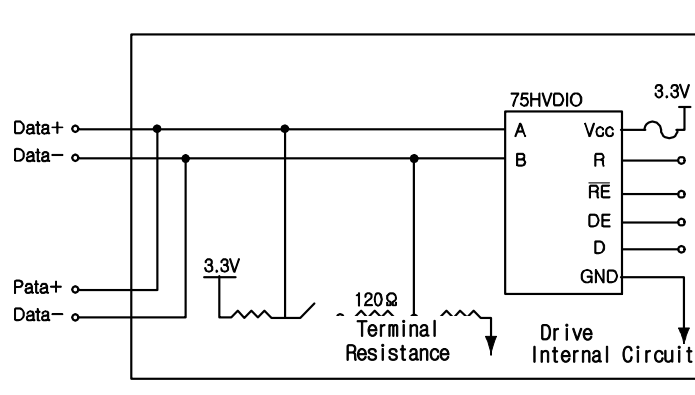 75HVDIO
3.3V
Data+
A
Vcc
Data-
B
R
RE
DE
D
GND
3.3V
Pata+
Data-
120Ω
Terminal
Resistance
Drive
Internal Circuit